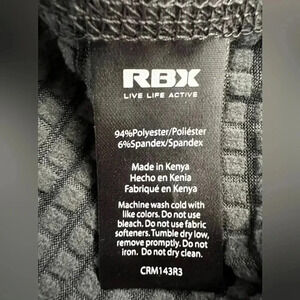 RBX
LIVE LIFE ACTIVE
94%Polyester/Poliéster
6%Spandex/Spandex
Made in Kenya
Hecho en Kenia
Fabriqué en Kenya
Machine wash cold with
like colors. Do not use
bleach. Do not use fabric
softeners. Tumble dry low,
remove promptly. Do not
iron. Do not dry clean.
CRM143R3